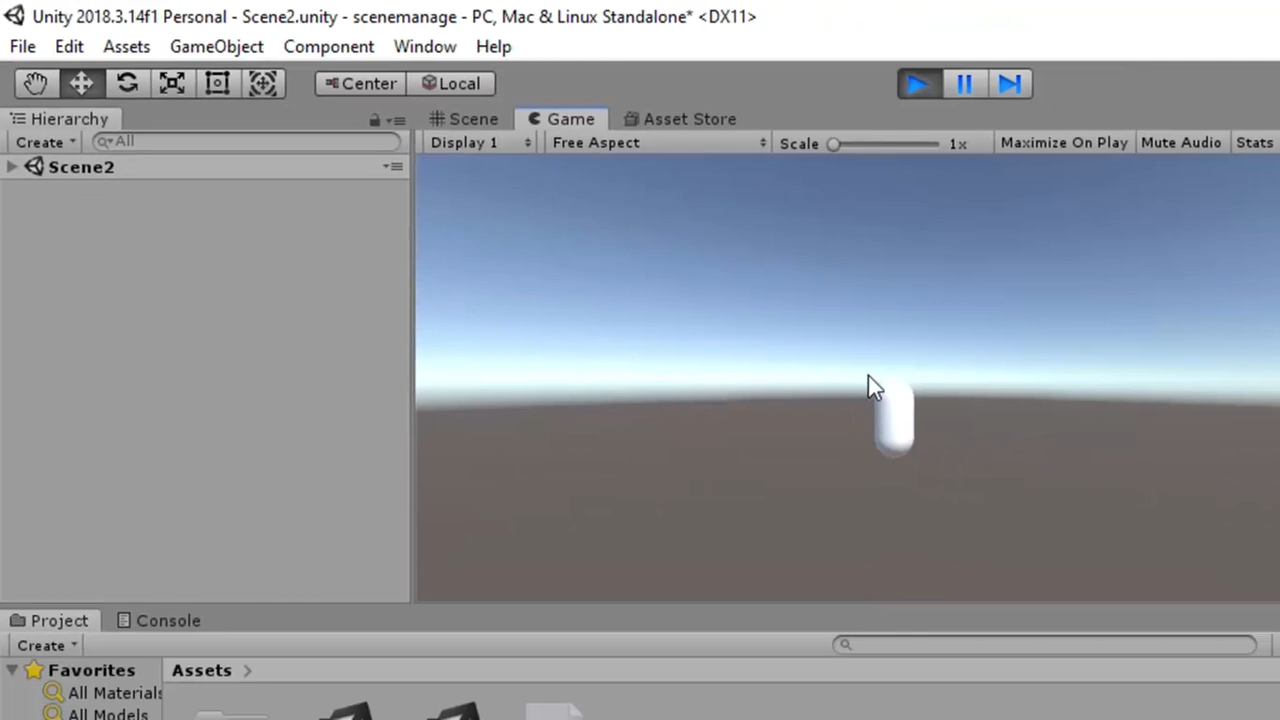 Unity 2018.3.14f1 Personal - Scene2.unity - scenemanage - PC, Mac & Linux Standalone* <DX11>
File Edit Assets GameObject Component Window Help
Center Local
Hierarchy Scene Game Asset Store
Create All Display 1 Free Aspect Scale 1x Maximize On Play Mute Audio Stats
Scene2
Project Console
Create
Favorites Assets
All Materials
All Models